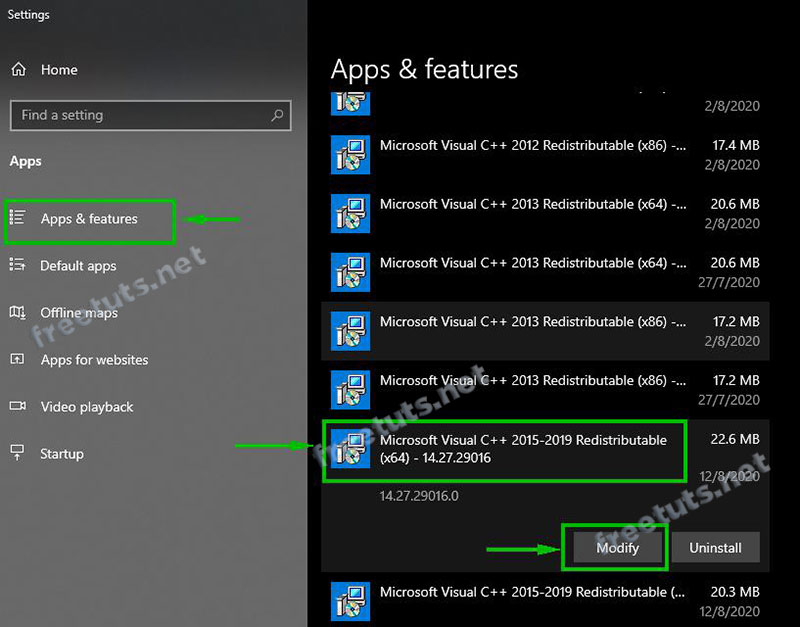 Settings
Home
Find a setting
Apps
Apps & features
Default apps
Offline maps
Apps for websites
Video playback
Startup
Apps & features
2/8/2020
Microsoft Visual C++ 2012 Redistributable (x86) -...
17.4 MB
2/8/2020
Microsoft Visual C++ 2013 Redistributable (x64) -...
20.6 MB
2/8/2020
Microsoft Visual C++ 2013 Redistributable (x64) -...
20.6 MB
27/7/2020
Microsoft Visual C++ 2013 Redistributable (x86) -...
17.2 MB
2/8/2020
Microsoft Visual C++ 2013 Redistributable (x86) -...
17.2 MB
27/7/2020
Microsoft Visual C++ 2015-2019 Redistributable
(x64) - 14.27.29016
22.6 MB
12/8/2020
14.27.29016.0
Modify
Uninstall
Microsoft Visual C++ 2015-2019 Redistributable (...
20.3 MB
12/8/2020
freetuts.net
freetuts.net
freetuts.net